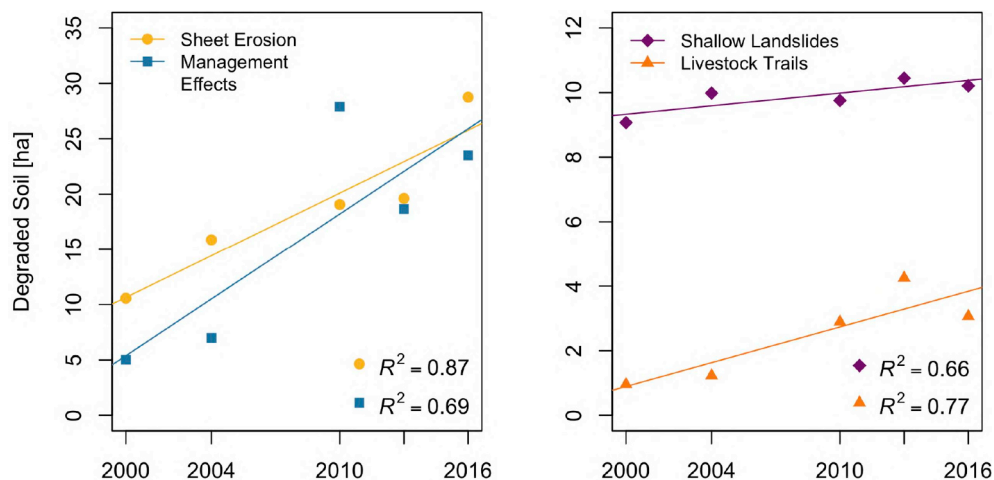 Degraded Soil [ha]
35
30
25
20
15
10
5
0
Sheet Erosion
Management
Effects
R² = 0.87
R² = 0.69
2000
2004
2010
2016
12
10
8
6
4
2
0
Shallow Landslides
Livestock Trails
R² = 0.66
R² = 0.77
2000
2004
2010
2016